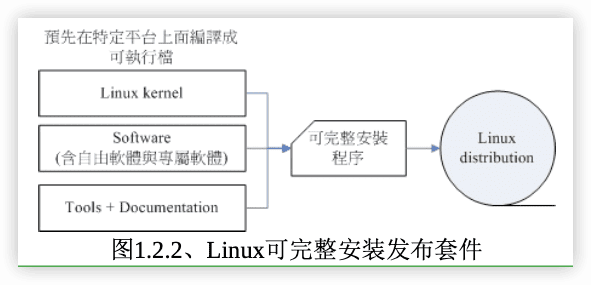 預先在特定平台上面編譯成
可執行檔
Linux kernel
Software
(含自由軟體與專屬軟體)
Tools + Documentation
可完整安裝
程序
Linux
distribution
图1.2.2、Linux可完整安装发布套件